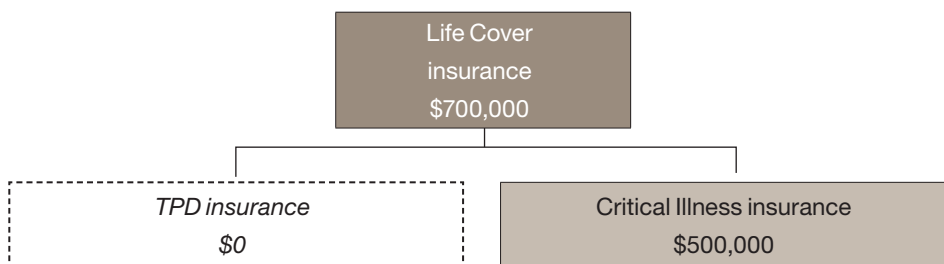 Life Cover
insurance
$700,000
TPD insurance
$0
Critical Illness insurance
$500,000